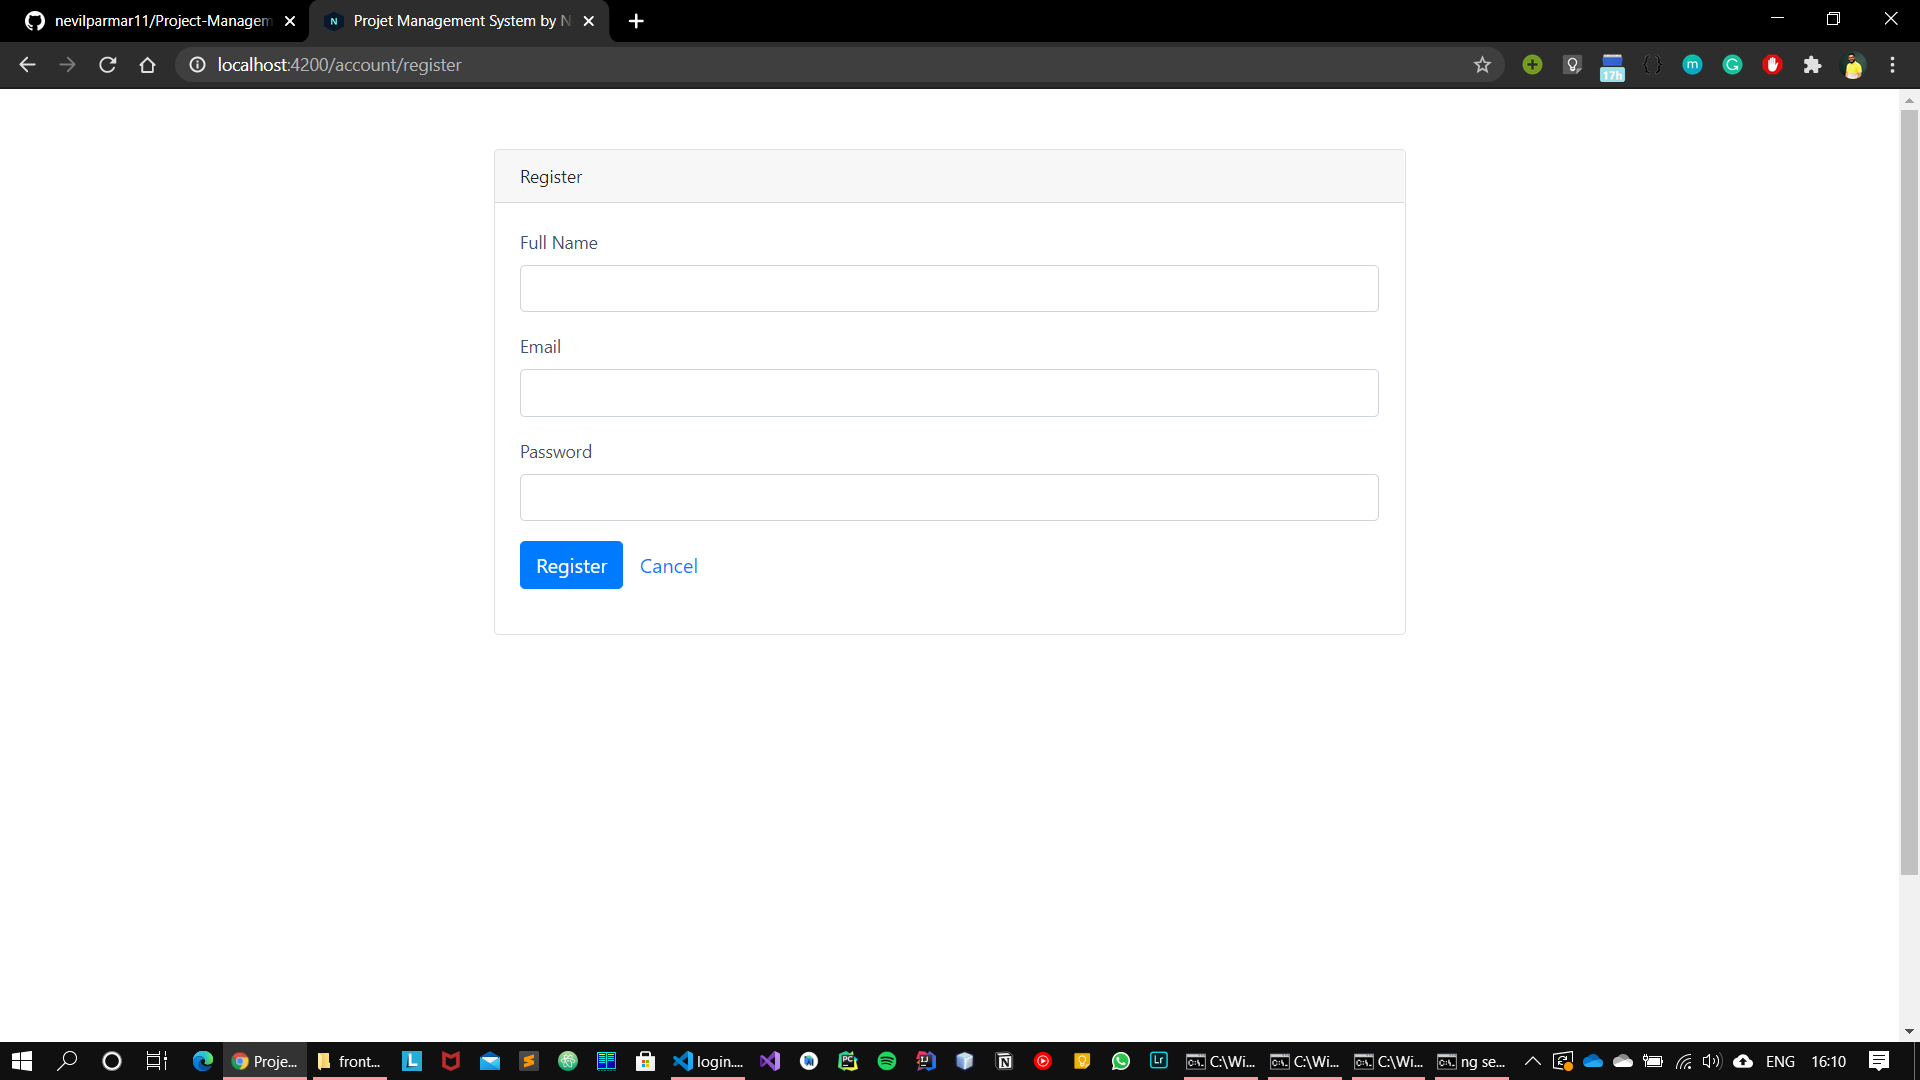 nevilparmar11/Project-Managem
Projet Management System by N
localhost:4200/account/register
17h
Register
Full Name
Email
Password
Register Cancel
Proje...
front...
login....
C:\Wi...
C:\Wi...
C:\Wi...
ng se...
ENG
16:10